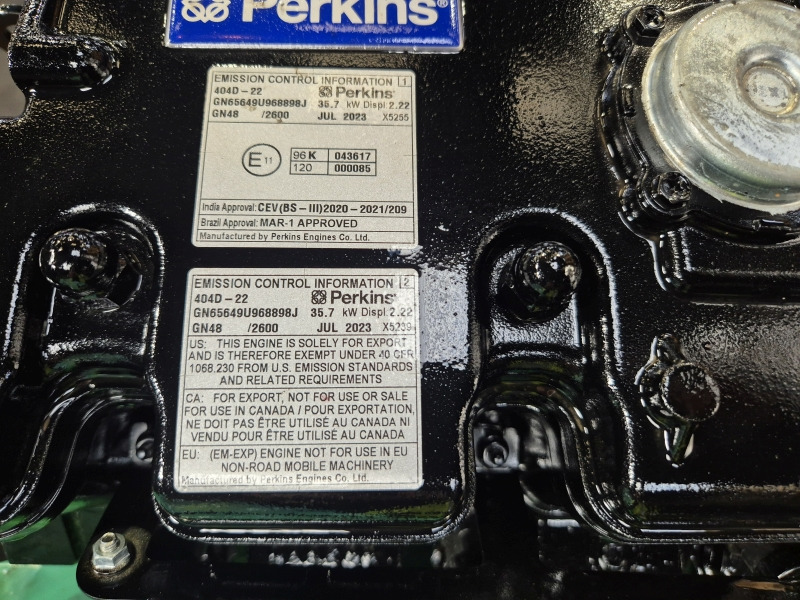 Perkins®
EMISSION CONTROL INFORMATION 1
404D-22 Perkins®
GN65649U968898J 35.7 kW Displ 2.22
GN48 /2600 JUL 2023 X5255
E11 96 K 043617
120 000085
India Approval: CEV(BS-III)2020-2021/209
Brazil Approval: MAR-1 APPROVED
Manufactured by Perkins Engines Co. Ltd.
EMISSION CONTROL INFORMATION 2
404D-22 Perkins®
GN65649U968898J 35.7 kW Displ 2.22
GN48 /2600 JUL 2023 X5239
US: THIS ENGINE IS SOLELY FOR EXPORT
AND IS THEREFORE EXEMPT UNDER 40 CFR
1068.230 FROM U.S. EMISSION STANDARDS
AND RELATED REQUIREMENTS
CA: FOR EXPORT, NOT FOR USE OR SALE
FOR USE IN CANADA / POUR EXPORTATION,
NE DOIT PAS ÊTRE UTILISÉ AU CANADA NI
VENDU POUR ÊTRE UTILISÉ AU CANADA
EU: (EM-EXP) ENGINE NOT FOR USE IN EU
NON-ROAD MOBILE MACHINERY
Manufactured by Perkins Engines Co. Ltd.